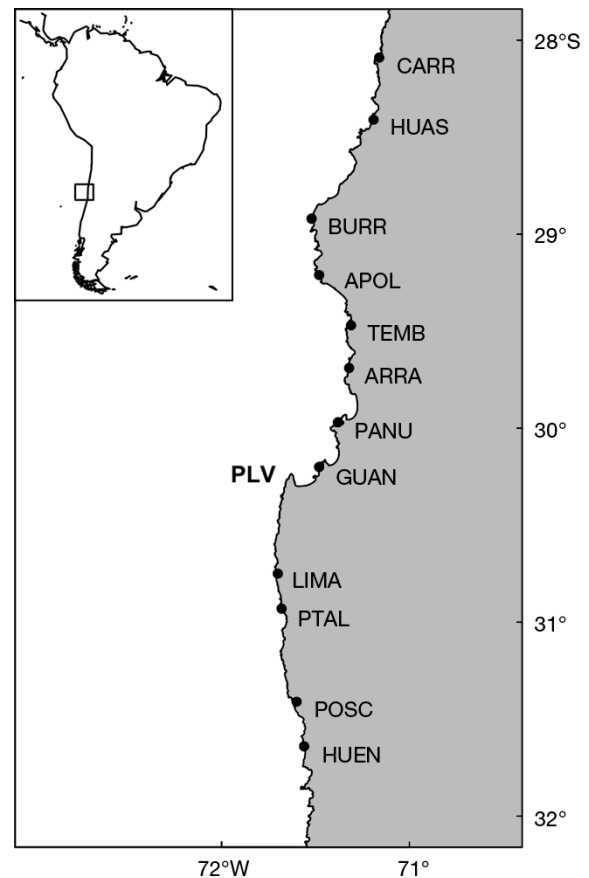 28°S
CARR
HUAS
BURR
29°
APOL
TEMB
ARRA
PANU
30°
PLV
GUAN
LIMA
PTAL
31°
POSC
HUEN
32°
72°W
71°